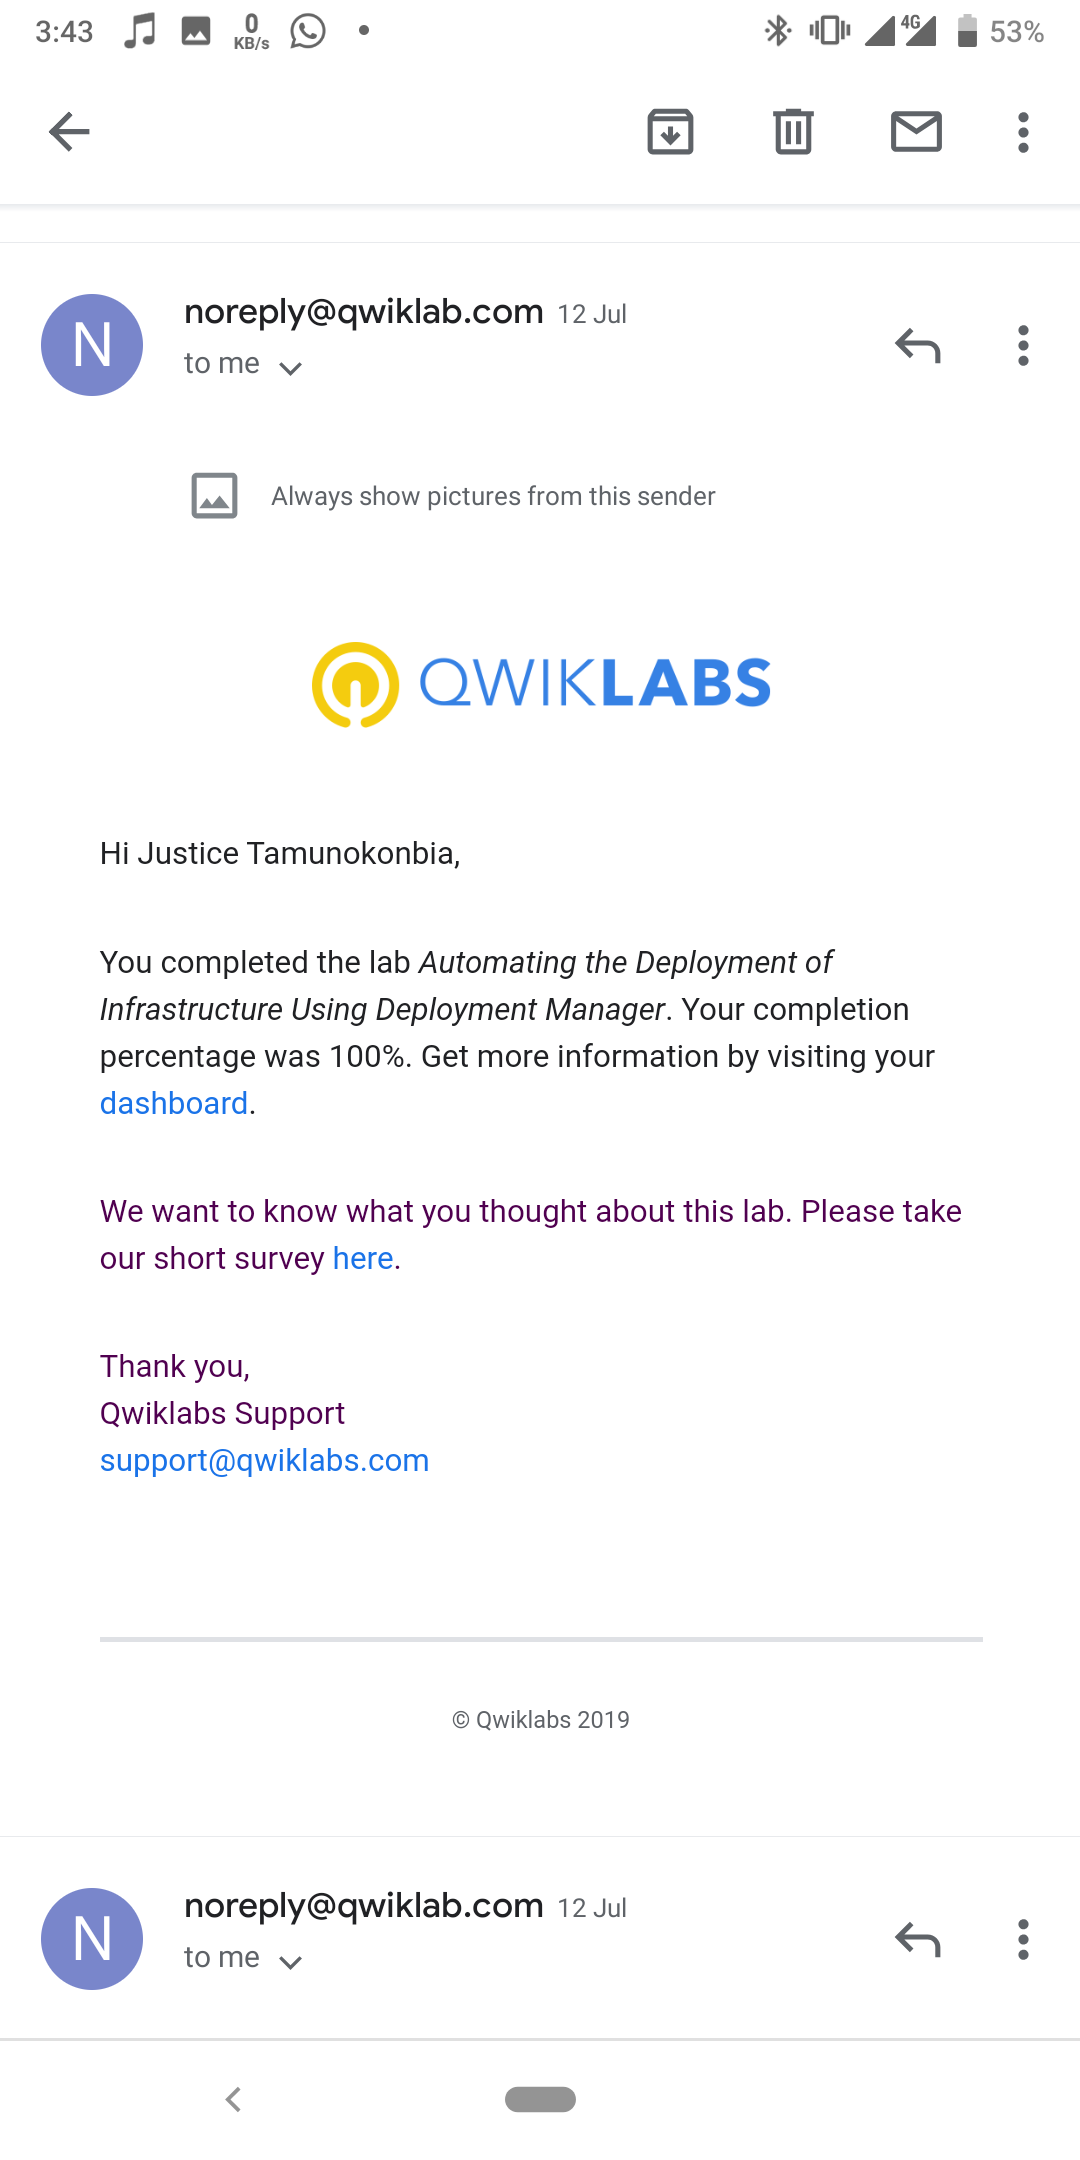 3:43 0 KB/s 4G 53%
noreply@qwiklab.com 12 Jul
N
to me
Always show pictures from this sender
QWIKLABS
Hi Justice Tamunokonbia,
You completed the lab Automating the Deployment of
Infrastructure Using Deployment Manager. Your completion
percentage was 100%. Get more information by visiting your
dashboard.
We want to know what you thought about this lab. Please take
our short survey here.
Thank you,
Qwiklabs Support
support@qwiklabs.com
© Qwiklabs 2019
noreply@qwiklab.com 12 Jul
N
to me